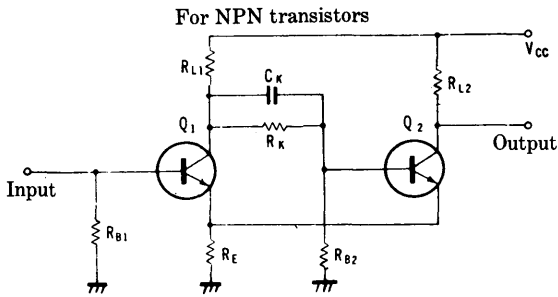 For NPN transistors
V_CC
R_L1
C_K
R_L2
Q_1
R_K
Q_2
Output
Input
R_B1
R_E
R_B2